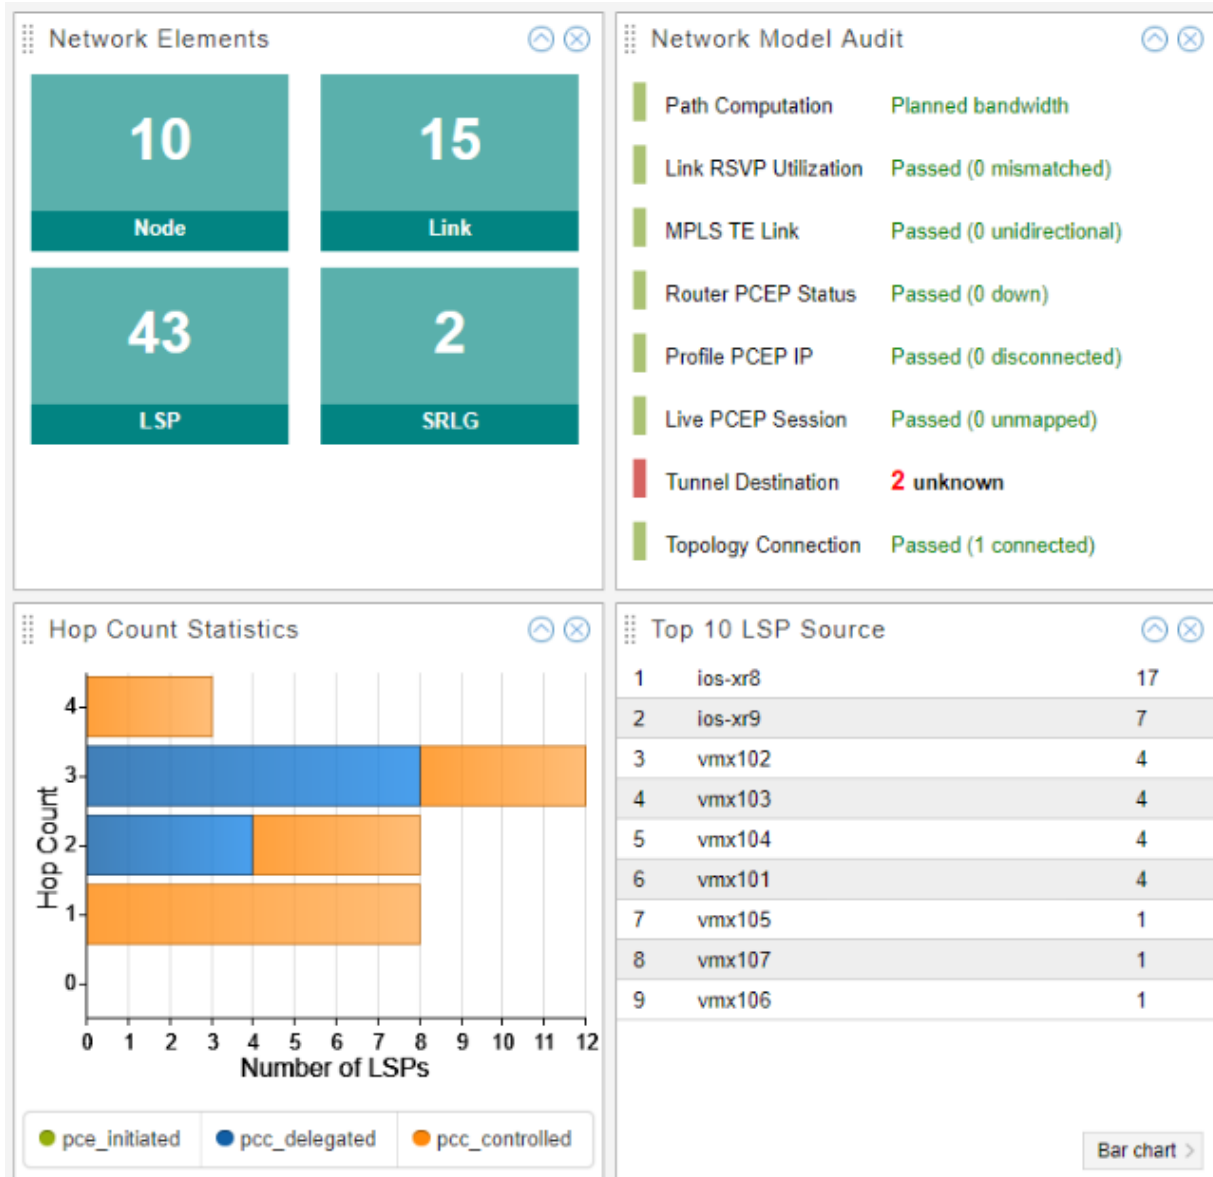 Network Elements
10
Node
15
Link
43
LSP
2
SRLG
Network Model Audit
Path Computation Planned bandwidth
Link RSVP Utilization Passed (0 mismatched)
MPLS TE Link Passed (0 unidirectional)
Router PCEP Status Passed (0 down)
Profile PCEP IP Passed (0 disconnected)
Live PCEP Session Passed (0 unmapped)
Tunnel Destination 2 unknown
Topology Connection Passed (1 connected)
Hop Count Statistics
Hop Count
4
3
2
1
0
0 1 2 3 4 5 6 7 8 9 10 11 12
Number of LSPs
pce_initiated pcc_delegated pcc_controlled
Top 10 LSP Source
1 ios-xr8 17
2 ios-xr9 7
3 vmx102 4
4 vmx103 4
5 vmx104 4
6 vmx101 4
7 vmx105 1
8 vmx107 1
9 vmx106 1
Bar chart